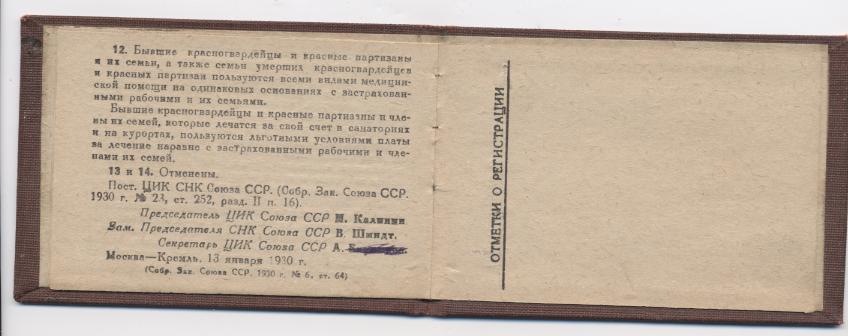 12. Бывшие красногвардейцы и красные партизаны
и их семьи, а также семьи умерших красногвардейцев
и красных партизан пользуются всеми видами медицин-
ской помощи на одинаковых основаниях с застрахован-
ными рабочими и их семьями.
Бывшие красногвардейцы и красные партизаны и чле-
ны их семей, которые лечатся за свой счет в санаториях
и на курортах, пользуются льготными условиями платы
за лечение наравне с застрахованными рабочими и чле-
нами их семей.
13 и 14. Отменены.
Пост. ЦИК СНК Союза ССР. (Собр. Зак. Союза ССР.
1930 г. № 23, ст. 252, разд. II п. 16).
Председатель ЦИК Союза ССР М. Калинин
Зам. Председателя СНК Союза ССР В. Шмидт.
Секретарь ЦИК Союза ССР А.
Москва—Кремль. 13 января 1930 г.
(Собр. Зак. Союза ССР. 1930 г. № 6, ст. 64)
ОТМЕТКИ О РЕГИСТРАЦИИ